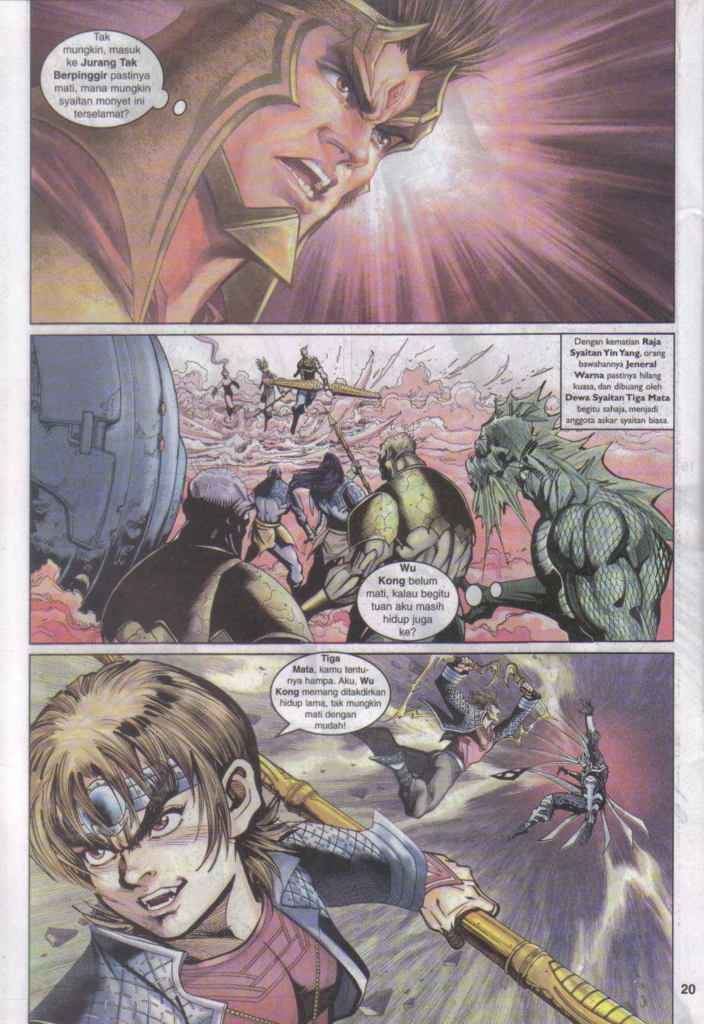 Tak
mungkin, masuk
ke Jurang Tak
Berpinggir pastinya
mati, mana mungkin
syaitan monyet ini
terselamat?
Dengan kematian Raja
Syaitan Yin Yang, orang
bawahannya Jeneral
Warna pastinya hilang
kuasa, dan dibuang oleh
Dewa Syaitan Tiga Mata
begitu sahaja, menjadi
anggota askar syaitan biasa.
Wu
Kong belum
mati, kalau begitu
tuan aku masih
hidup juga
ke?
Tiga
Mata, kamu tentu-
nya hampa. Aku, Wu
Kong memang ditakdirkan
hidup lama, tak mungkin
mati dengan
mudah!
20